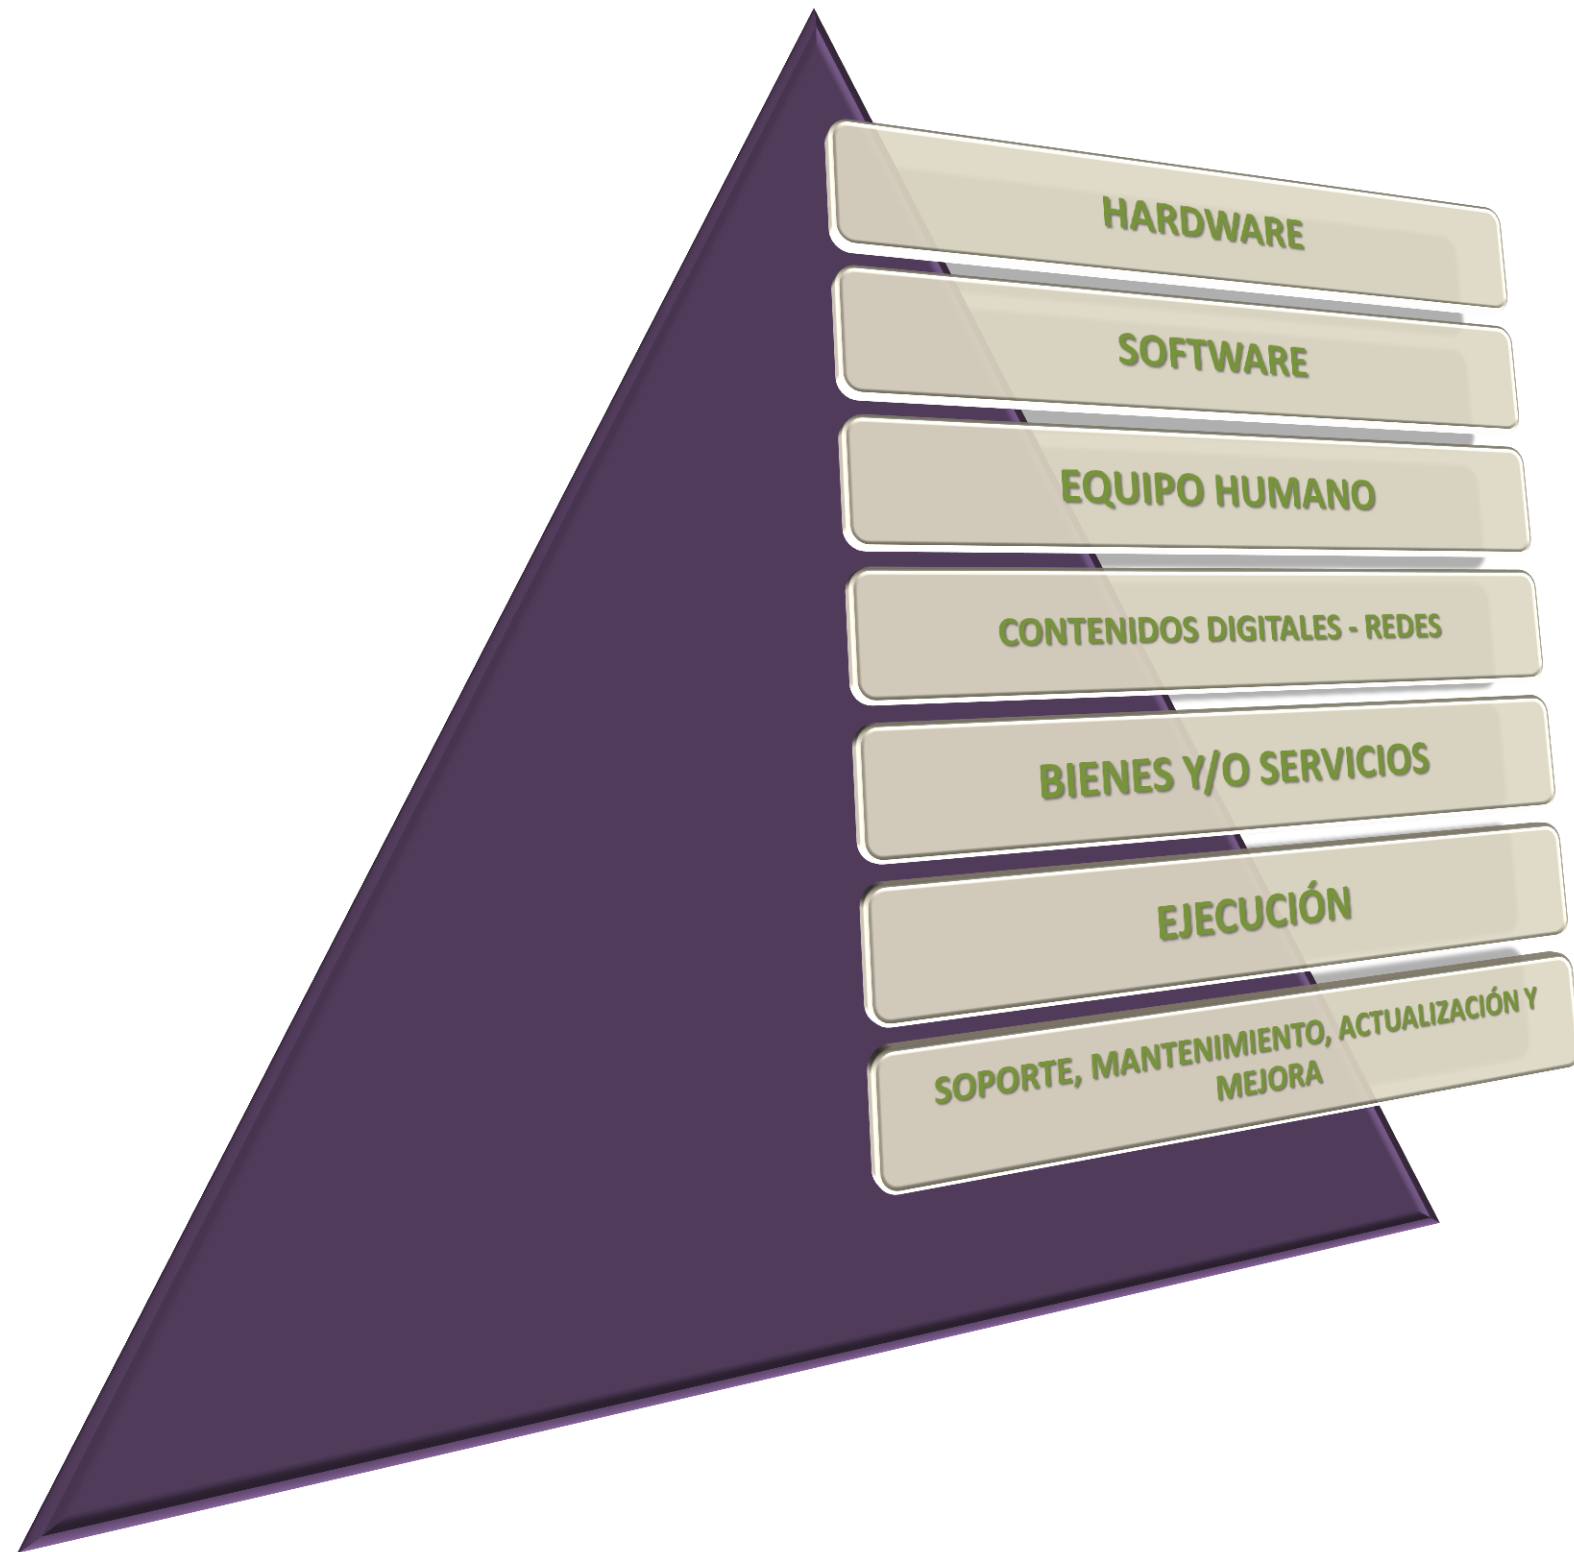 HARDWARE
SOFTWARE
EQUIPO HUMANO
CONTENIDOS DIGITALES - REDES
BIENES Y/O SERVICIOS
EJECUCIÓN
SOPORTE, MANTENIMIENTO, ACTUALIZACIÓN Y
MEJORA